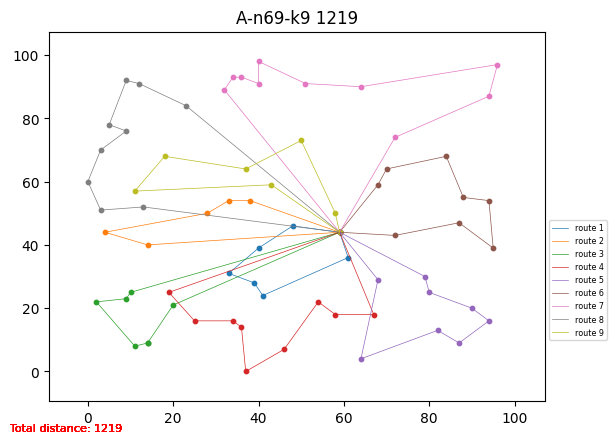 A-n69-k9 1219
100
80
60
40
20
0
0 20 40 60 80 100
route 1
route 2
route 3
route 4
route 5
route 6
route 7
route 8
route 9
Total distance: 1219